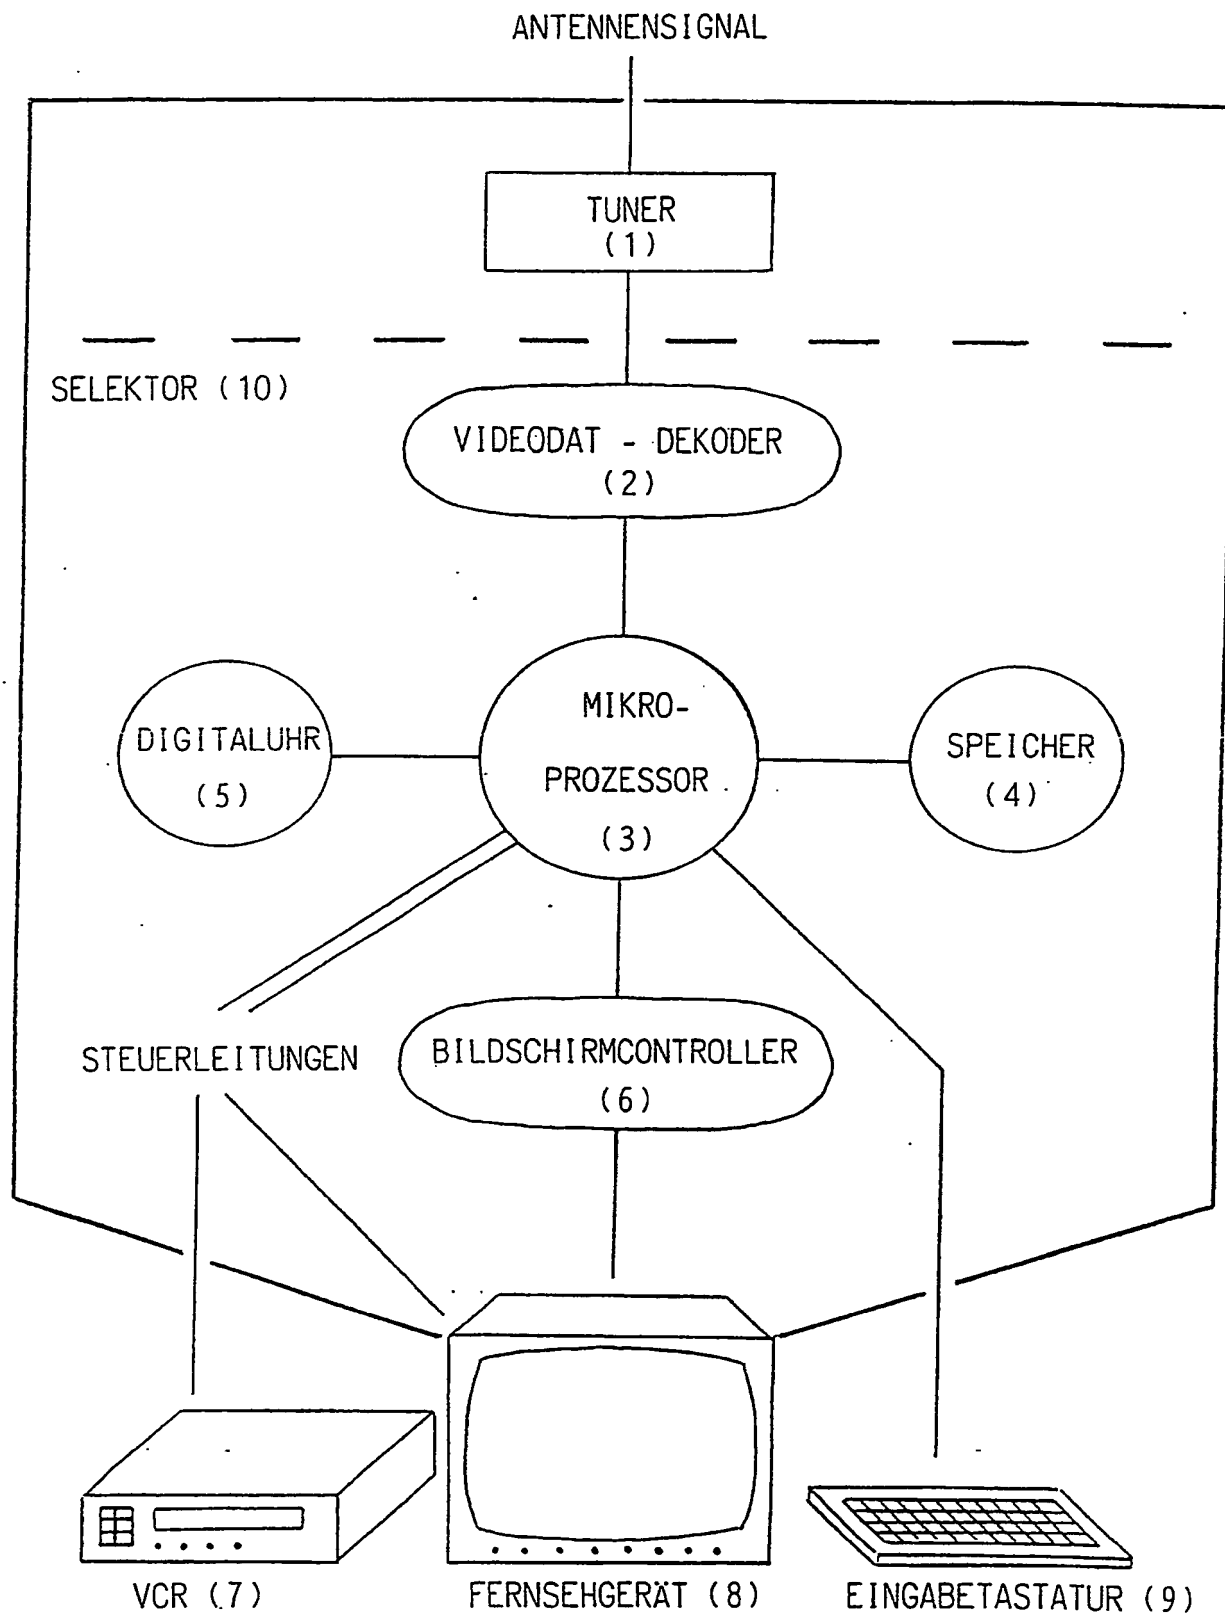 ANTENNENSIGNAL
TUNER
(1)
SELEKTOR (10)
VIDEODAT - DEKODER
(2)
MIKRO-
PROZESSOR
(3)
DIGITALUHR
(5)
SPEICHER
(4)
STEUERLEITUNGEN
BILDSCHIRMCONTROLLER
(6)
VCR (7)
FERNSEHGERÄT (8)
EINGABETASTATUR (9)